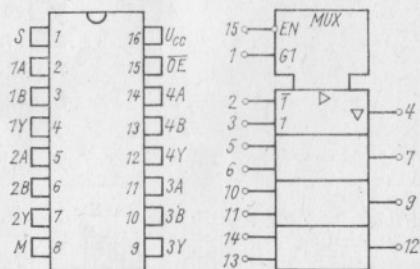 S 1 16 Ucc
1A 2 15 OE
1B 3 14 4A
1Y 4 13 4B
2A 5 12 4Y
2B 6 11 3A
2Y 7 10 3B
M 8 9 3Y
MUX
15 EN
1 G1
2 1̅ ▷ ▽ 4
3 1
5
6 7
10
11 9
14
13 12